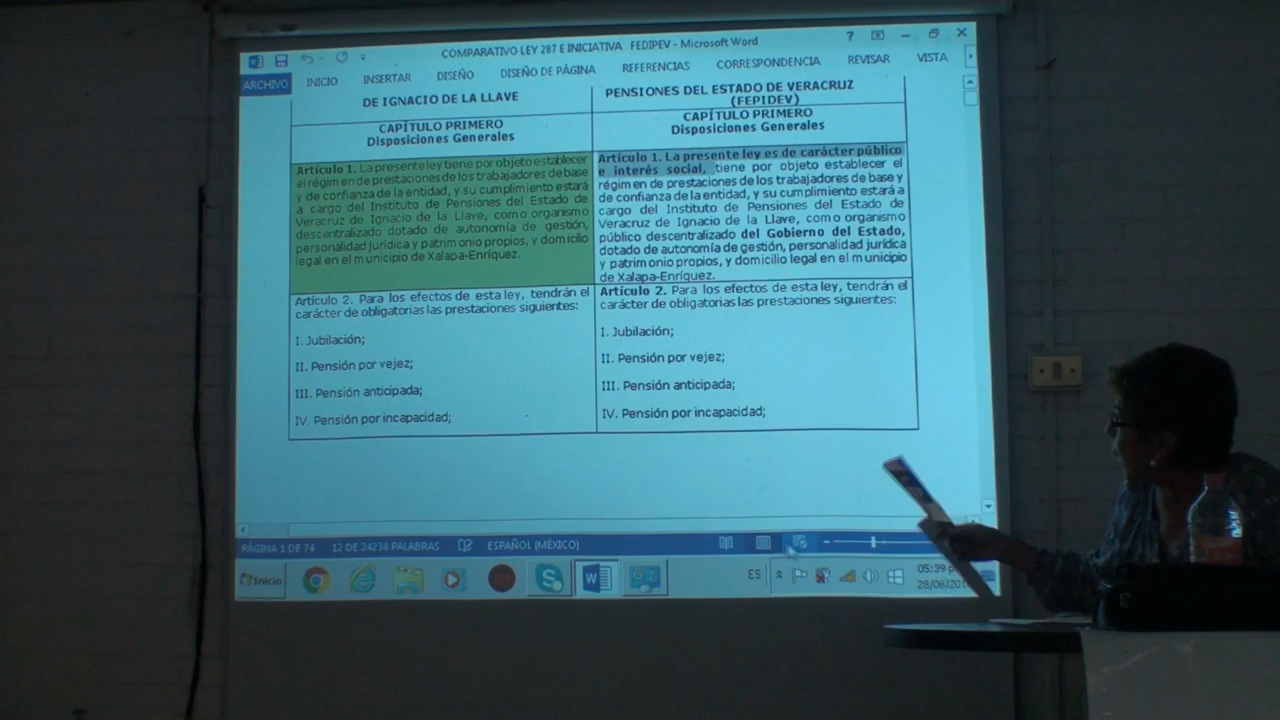 COMPARATIVO LEY 287 E INICIATIVA FEDIPEV - Microsoft Word
ARCHIVO INICIO INSERTAR DISEÑO DISEÑO DE PÁGINA REFERENCIAS CORRESPONDENCIA REVISAR VISTA
DE IGNACIO DE LA LLAVE
CAPÍTULO PRIMERO
Disposiciones Generales
Artículo 1. La presente ley tiene por objeto establecer
el régimen de prestaciones de los trabajadores de base
y de confianza de la entidad, y su cumplimiento estará
a cargo del Instituto de Pensiones del Estado de
Veracruz de Ignacio de la Llave, como organismo
descentralizado dotado de autonomía de gestión,
personalidad jurídica y patrimonio propios, y domicilio
legal en el municipio de Xalapa-Enríquez.
Artículo 2. Para los efectos de esta ley, tendrán el
carácter de obligatorias las prestaciones siguientes:
I. Jubilación;
II. Pensión por vejez;
III. Pensión anticipada;
IV. Pensión por incapacidad;
PENSIONES DEL ESTADO DE VERACRUZ
(FEPIDEV)
CAPÍTULO PRIMERO
Disposiciones Generales
Artículo 1. La presente ley es de carácter público
e interés social, tiene por objeto establecer el
régimen de prestaciones de los trabajadores de base y
de confianza de la entidad, y su cumplimiento estará a
cargo del Instituto de Pensiones del Estado de
Veracruz de Ignacio de la Llave, como organismo
público descentralizado del Gobierno del Estado,
dotado de autonomía de gestión, personalidad jurídica
y patrimonio propios, y domicilio legal en el municipio
de Xalapa-Enríquez.
Artículo 2. Para los efectos de esta ley, tendrán el
carácter de obligatorias las prestaciones siguientes:
I. Jubilación;
II. Pensión por vejez;
III. Pensión anticipada;
IV. Pensión por incapacidad;
PÁGINA 1 DE 74 12 DE 24238 PALABRAS ESPAÑOL (MÉXICO)
Inicio ES 05:39 p
28/06/201